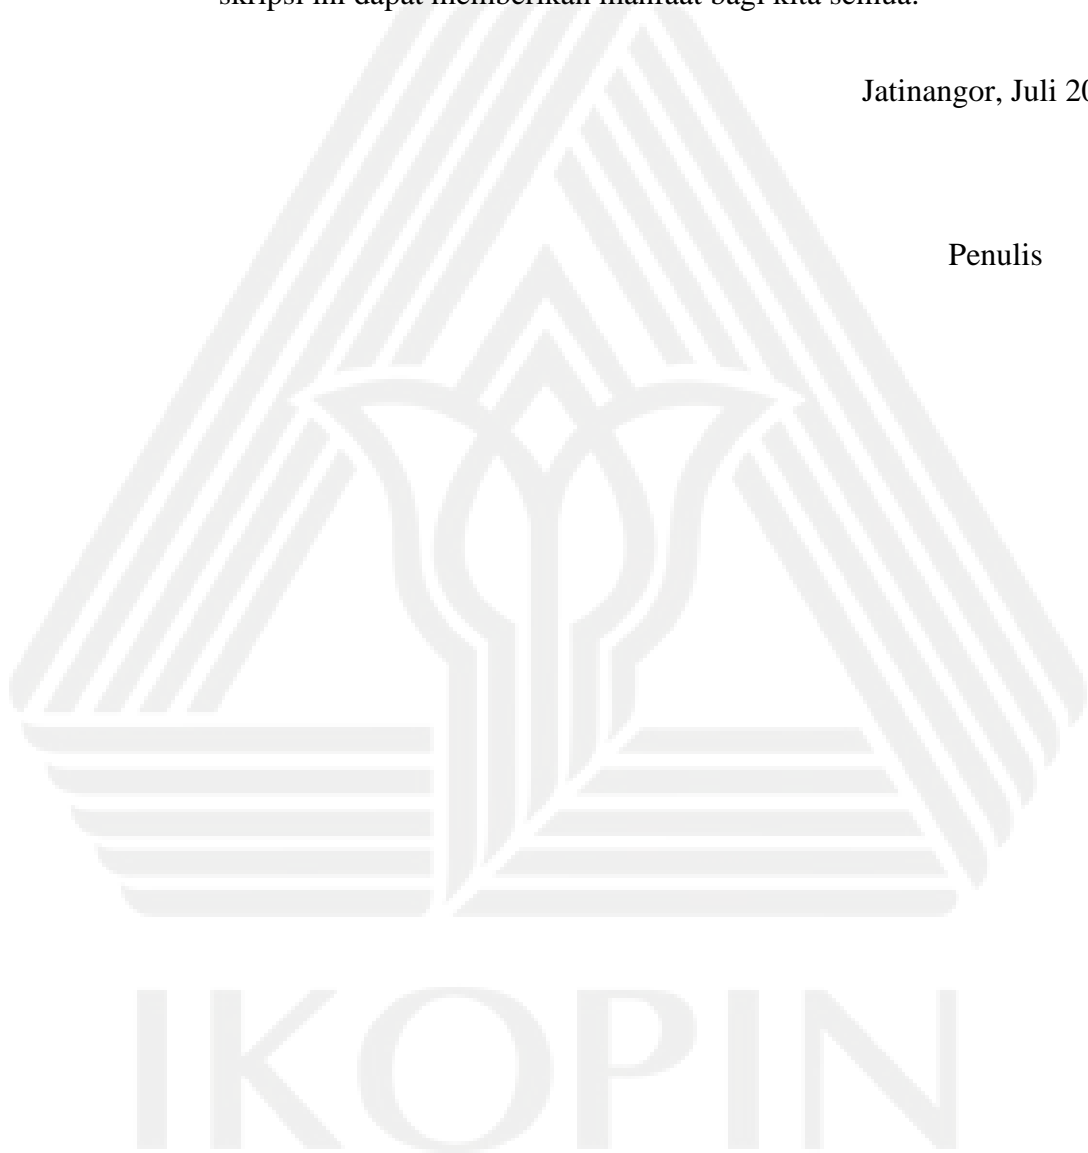 skripsi ini dapat memberikan manfaat bagi kita semua.
Jatinangor, Juli 20
Penulis
IKOPIN